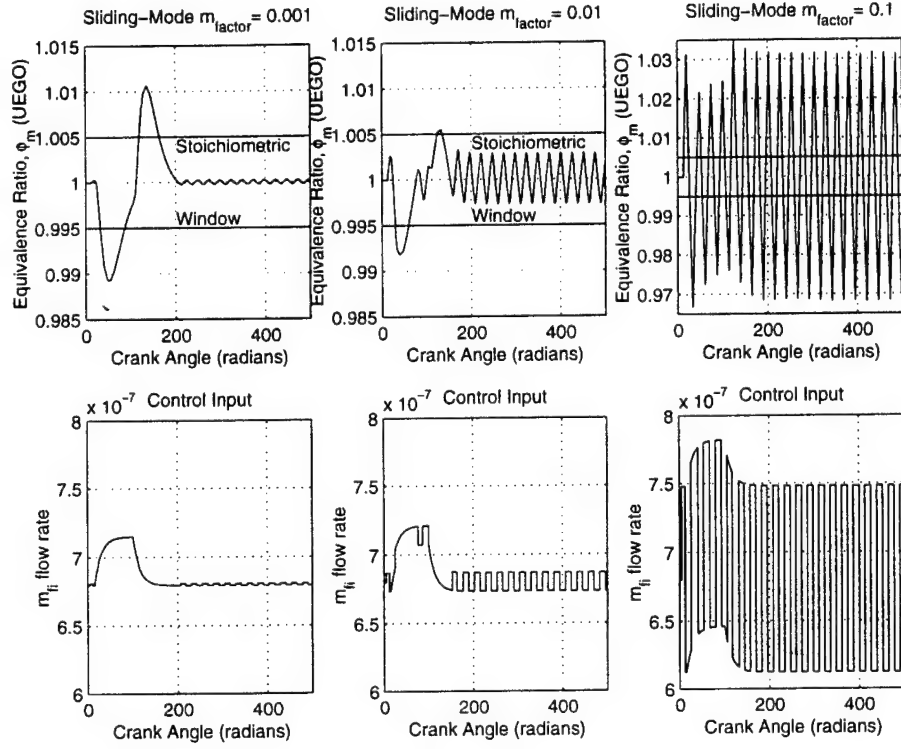 Sliding-Mode m_factor = 0.001
Equivalence Ratio, ϕ_m (UEGO)
1.015
1.01
1.005
1
0.995
0.99
0.985
Stoichiometric
Window
0 200 400
Crank Angle (radians)
Sliding-Mode m_factor = 0.01
Equivalence Ratio, ϕ_m (UEGO)
1.015
1.01
1.005
1
0.995
0.99
0.985
Stoichiometric
Window
0 200 400
Crank Angle (radians)
Sliding-Mode m_factor = 0.1
Equivalence Ratio, ϕ_m (UEGO)
1.03
1.02
1.01
1
0.99
0.98
0.97
0 200 400
Crank Angle (radians)
x 10^-7 Control Input
m_fi flow rate
8
7.5
7
6.5
6
0 200 400
Crank Angle (radians)
x 10^-7 Control Input
m_fi flow rate
8
7.5
7
6.5
6
0 200 400
Crank Angle (radians)
x 10^-7 Control Input
m_fi flow rate
8
7.5
7
6.5
6
0 200 400
Crank Angle (radians)